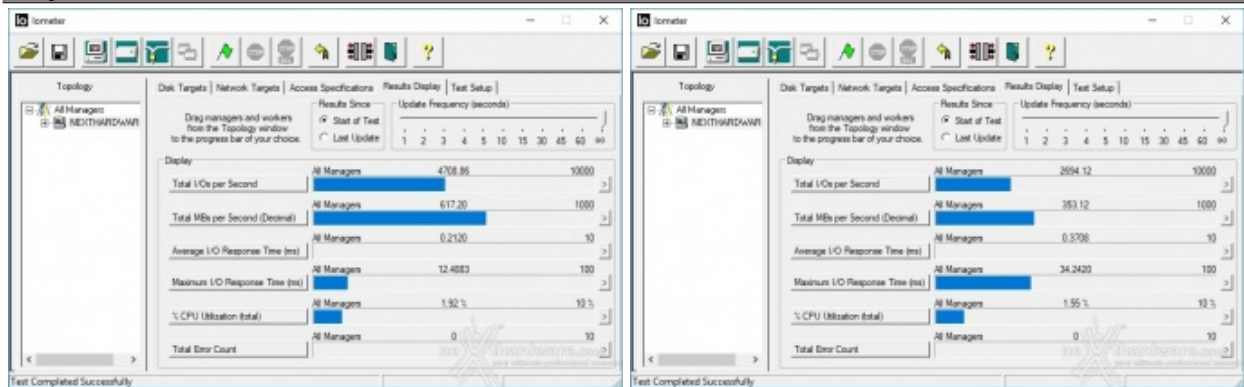 Iometer
Topology
All Managers
NEXTHARDWAR
Disk Targets Network Targets Access Specifications Results Display Test Setup
Drag managers and workers
from the Topology window
to the progress bar of your choice.
Results Since
Start of Test
Last Update
Update Frequency (seconds)
1 2 3 4 5 10 15 30 45 60 ∞
Display
All Managers 4708.86 10000
Total I/Os per Second
All Managers 617.20 1000
Total MBs per Second (Decimal)
All Managers 0.2120 10
Average I/O Response Time (ms)
All Managers 12.4883 100
Maximum I/O Response Time (ms)
All Managers 1.92 % 10 %
% CPU Utilization (total)
All Managers 0 10
Total Error Count
Test Completed Successfully
Iometer
Topology
All Managers
NEXTHARDWAR
Disk Targets Network Targets Access Specifications Results Display Test Setup
Drag managers and workers
from the Topology window
to the progress bar of your choice.
Results Since
Start of Test
Last Update
Update Frequency (seconds)
1 2 3 4 5 10 15 30 45 60 ∞
Display
All Managers 2694.12 10000
Total I/Os per Second
All Managers 353.12 1000
Total MBs per Second (Decimal)
All Managers 0.3708 10
Average I/O Response Time (ms)
All Managers 34.2420 100
Maximum I/O Response Time (ms)
All Managers 1.55 % 10 %
% CPU Utilization (total)
All Managers 0 10
Total Error Count
Test Completed Successfully